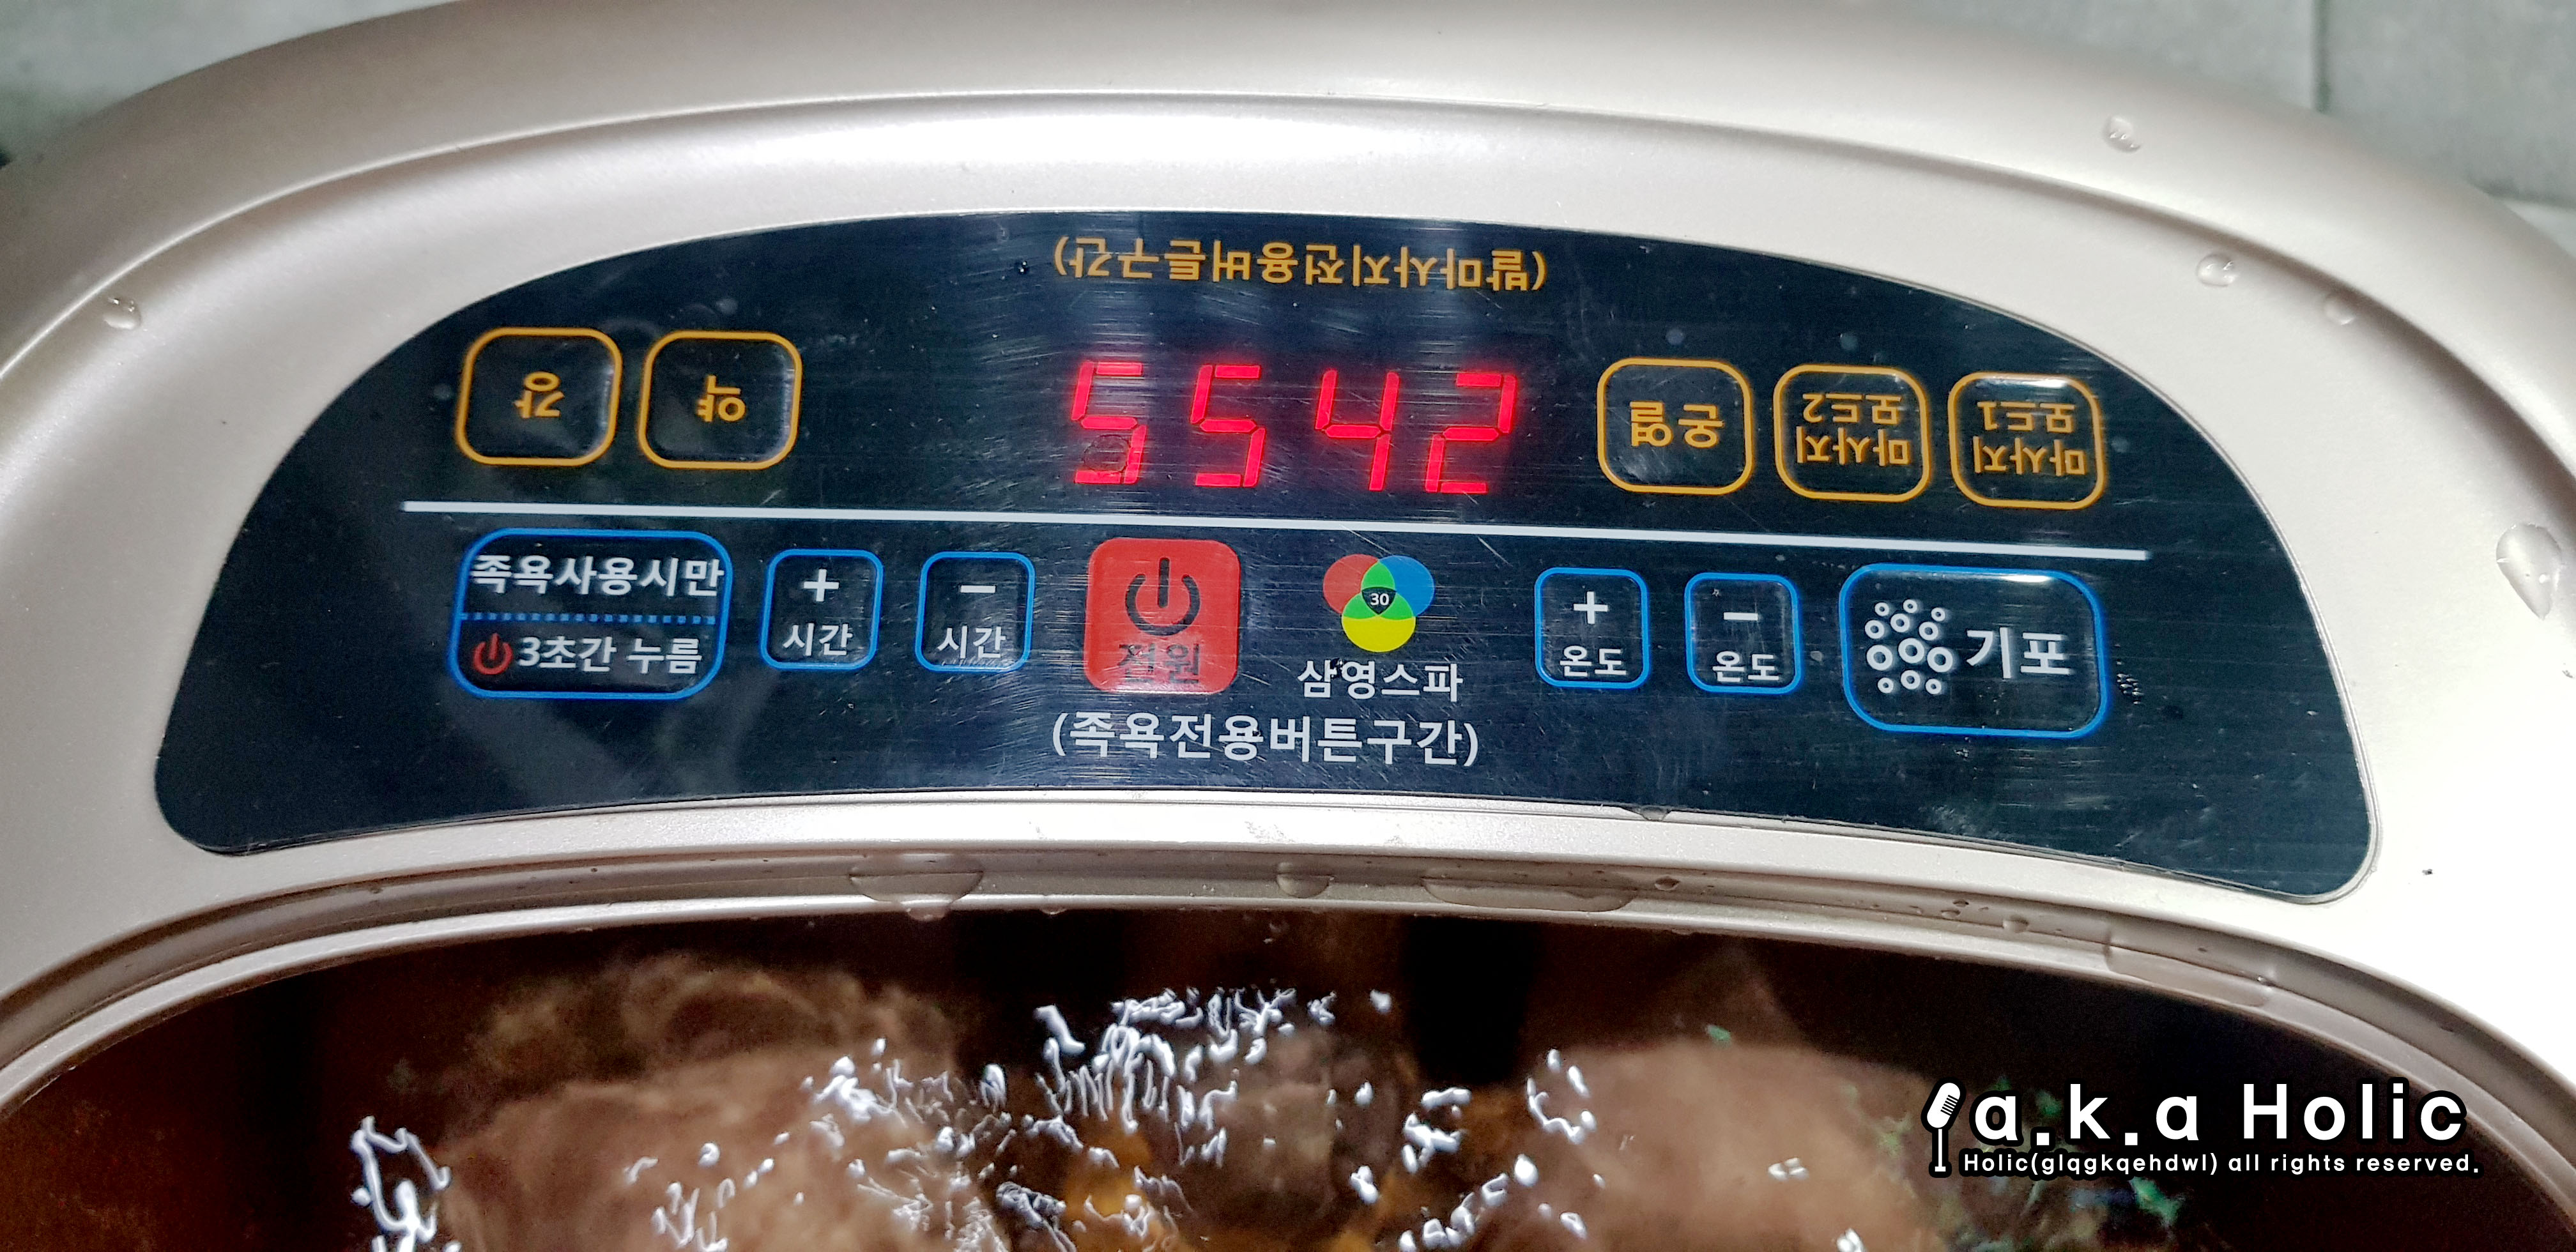 (발마사지전용버튼구간)
강
약
5542
온열
마사지
모드2
마사지
모드1
족욕사용시만
3초간 누름
+
시간
-
시간
전원
30
삼영스파
+
온도
-
온도
기포
(족욕전용버튼구간)
a.k.a Holic
Holic(glqgkqehdwl) all rights reserved.